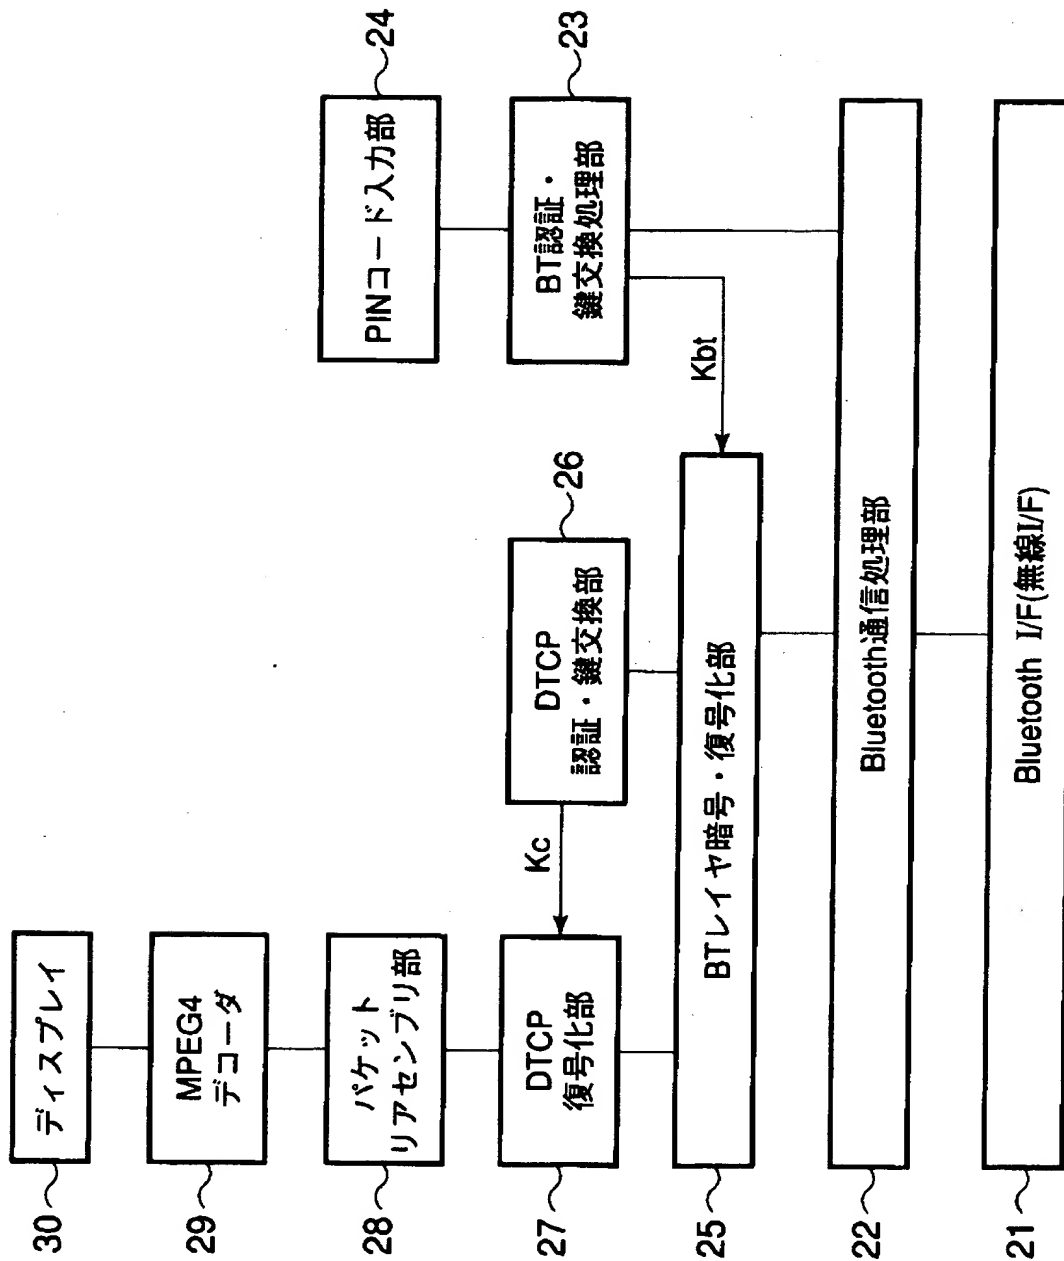 30
ディスプレイ
29
MPEG4
デコーダ
28
パケット
リアセンブリ部
PINコード入力部
24
27
DTCP
復号化部
Kc
DTCP
認証・鍵交換部
26
BT認証・
鍵交換処理部
23
Kbt
25
BTレイヤ暗号・復号化部
22
Bluetooth通信処理部
21
Bluetooth I/F(無線I/F)